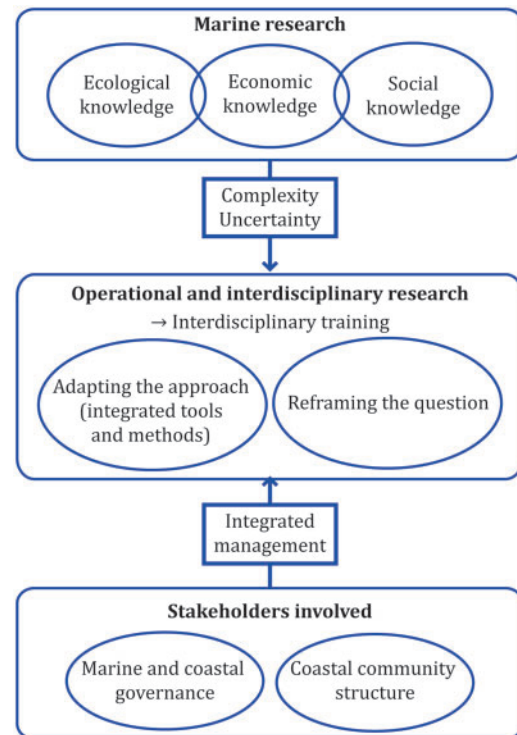 Marine research
Ecological
knowledge
Economic
knowledge
Social
knowledge
Complexity
Uncertainty
Operational and interdisciplinary research
→ Interdisciplinary training
Adapting the approach
(integrated tools
and methods)
Reframing the question
Integrated
management
Stakeholders involved
Marine and coastal
governance
Coastal community
structure